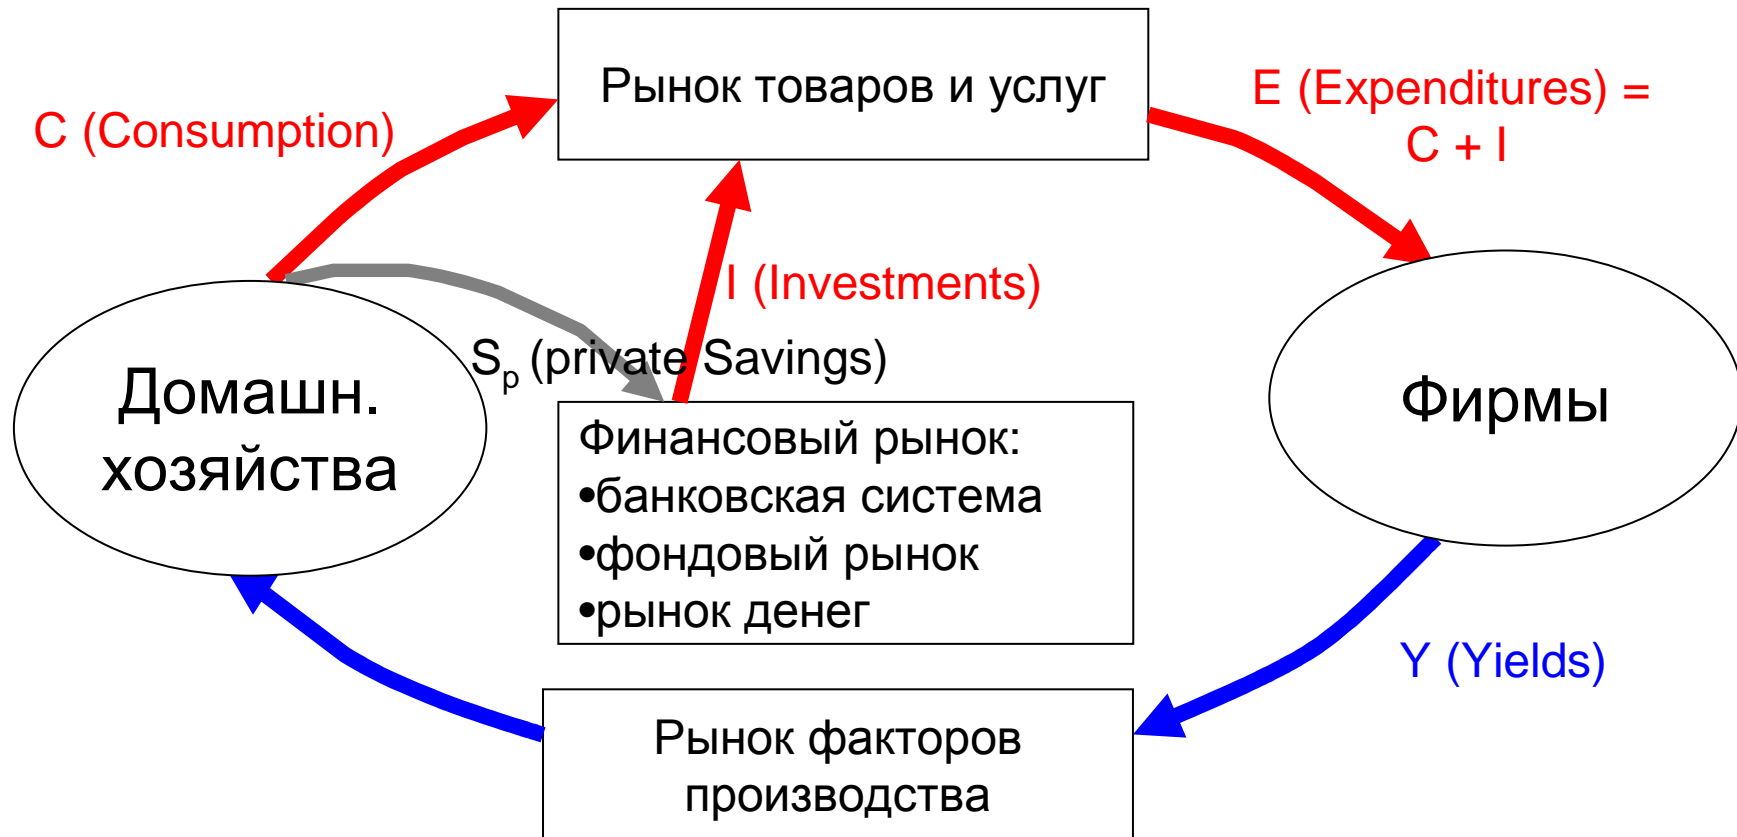 Рынок товаров и услуг
E (Expenditures) =
C + I
C (Consumption)
I (Investments)
Sp (private Savings)
Домашн.
хозяйства
Фирмы
Финансовый рынок:
•банковская система
•фондовый рынок
•рынок денег
Y (Yields)
Рынок факторов
производства